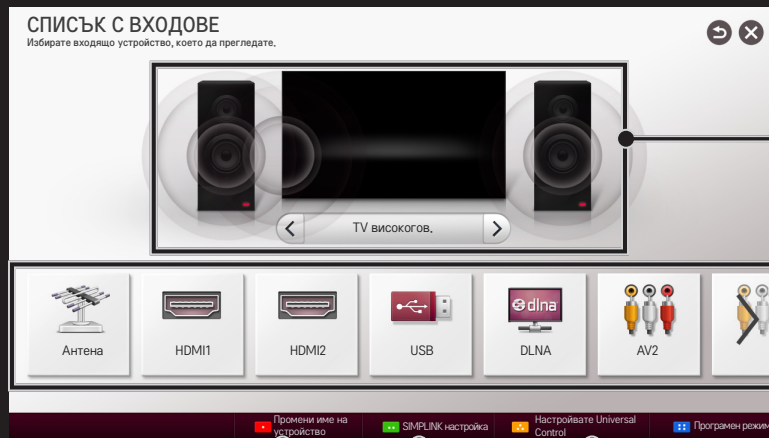 СПИСЪК С ВХОДОВЕ
Избирате входящо устройство, което да прегледате.
TV високогов.
dlna
Антена
HDMI1
HDMI2
USB
DLNA
AV2
Промени име на
устройство
SIMPLINK настройка
Настройвате Universal
Control
Програмен режим